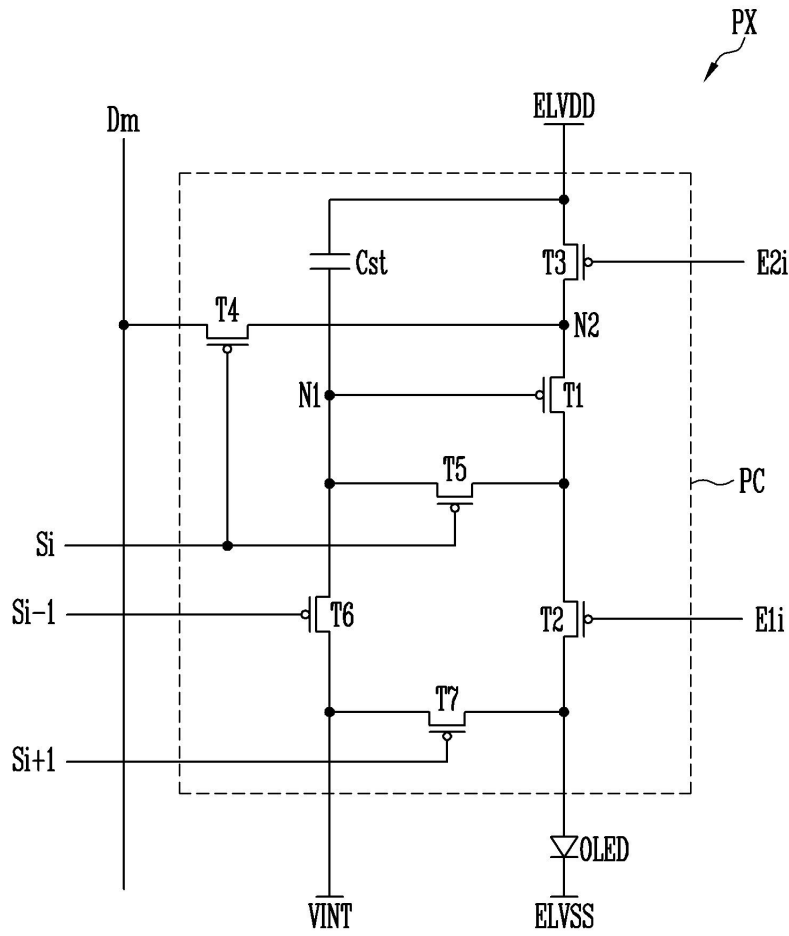 PX
ELVDD
Dm
Cst
T3
E2i
T4
N2
N1
T1
T5
PC
Si
Si-1
T6
T2
E1i
T7
Si+1
OLED
VINT
ELVSS